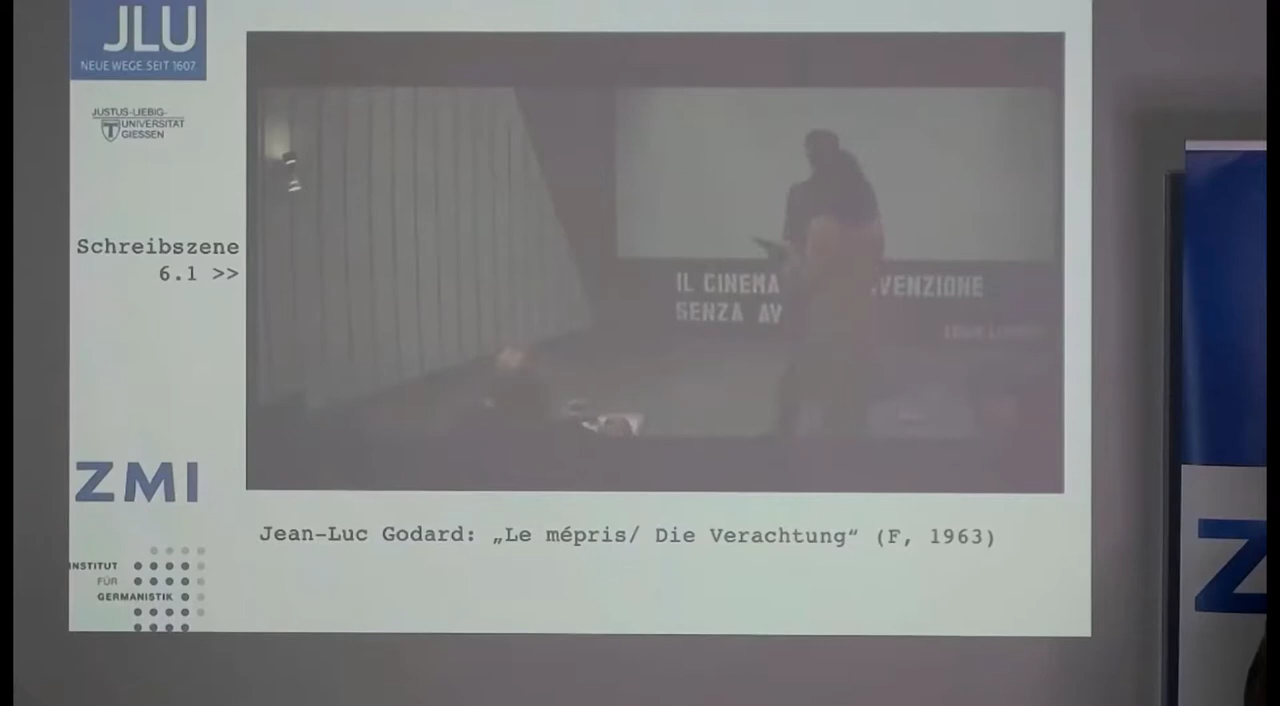 JLU
NEUE WEGE. SEIT 1607
JUSTUS-LIEBIG-
UNIVERSITÄT
GIESSEN
Schreibszene
6.1 >>
IL CINEMA VENZIONE
SENZA AV
ZMI
Jean-Luc Godard: „Le mépris/ Die Verachtung“ (F, 1963)
INSTITUT
FÜR
GERMANISTIK
Z